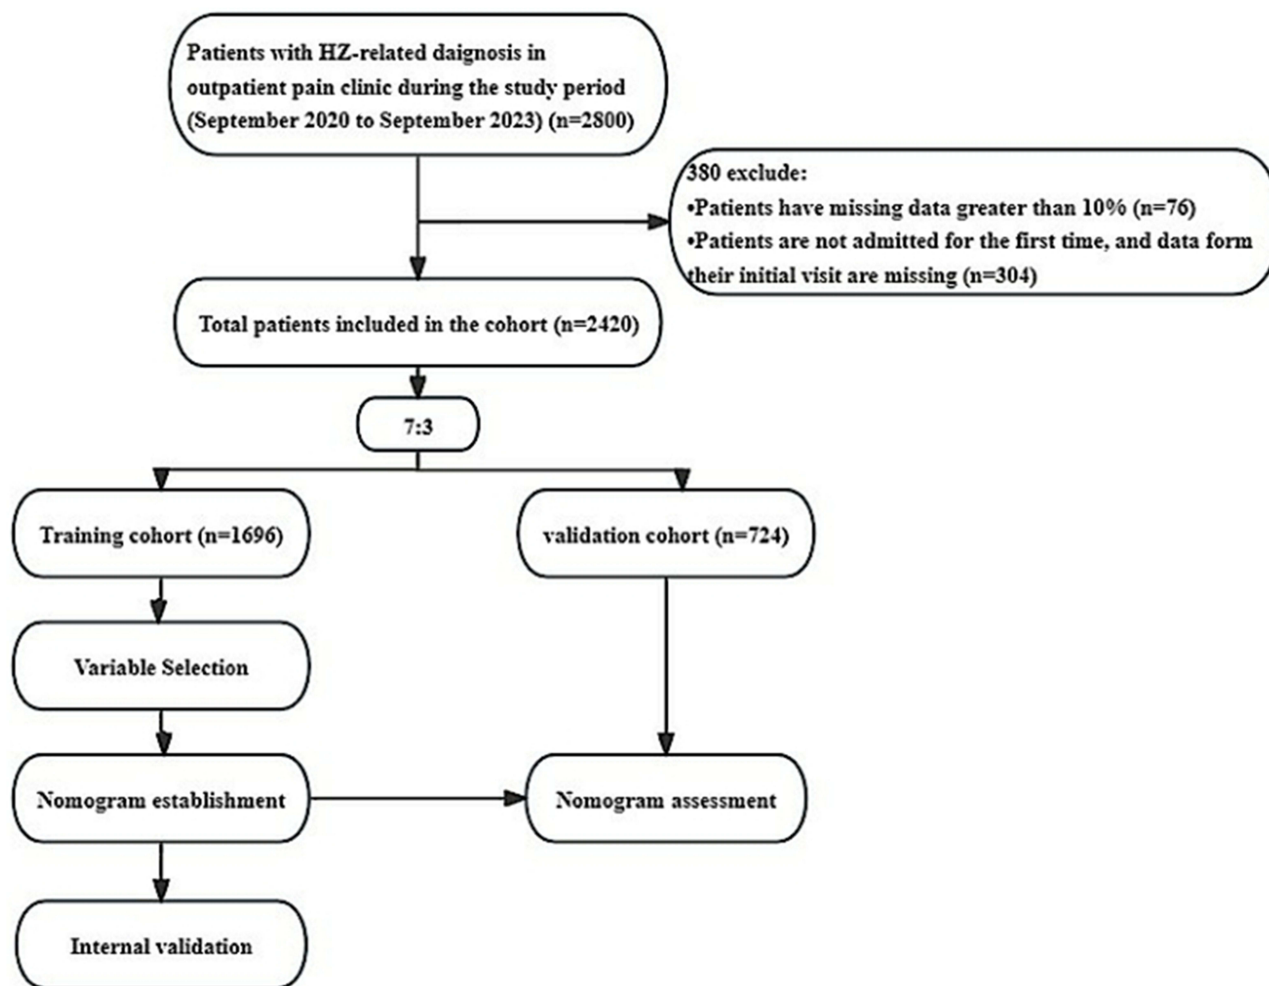 Patients with HZ-related daignosis in
outpatient pain clinic during the study period
(September 2020 to September 2023) (n=2800)
380 exclude:
•Patients have missing data greater than 10% (n=76)
•Patients are not admitted for the first time, and data form
their initial visit are missing (n=304)
Total patients included in the cohort (n=2420)
7:3
Training cohort (n=1696)
validation cohort (n=724)
Variable Selection
Nomogram establishment
Nomogram assessment
Internal validation